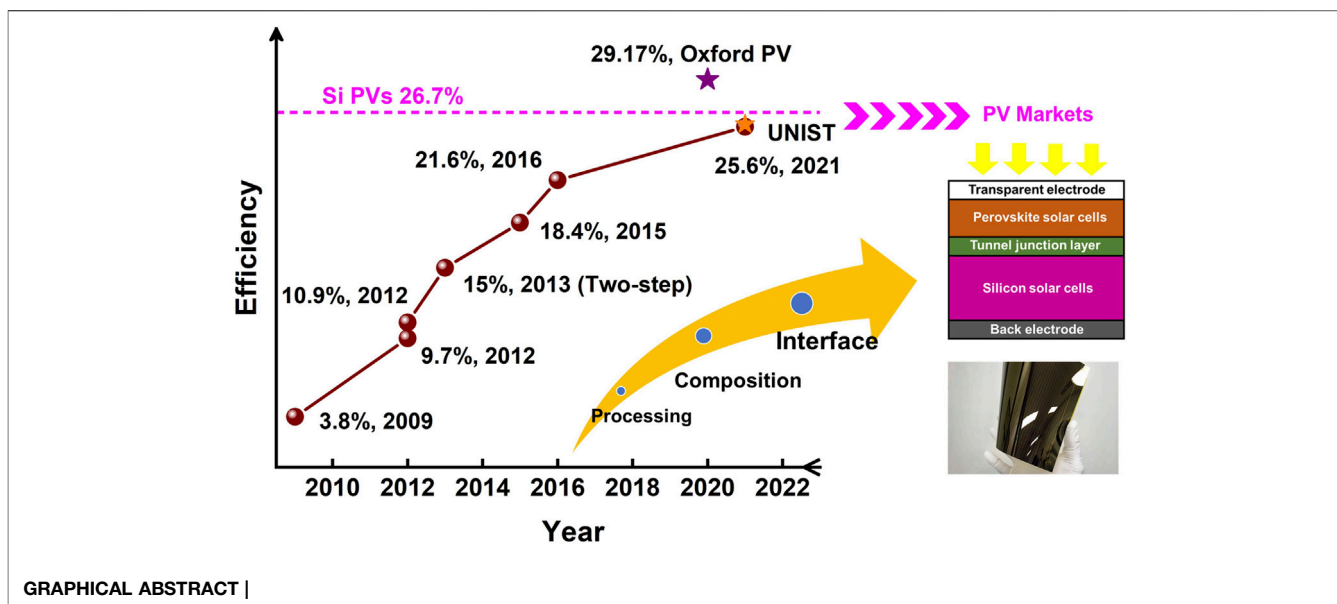 29.17%, Oxford PV
Si PVs 26.7%
PV Markets
UNIST
25.6%, 2021
21.6%, 2016
18.4%, 2015
15%, 2013 (Two-step)
10.9%, 2012
9.7%, 2012
3.8%, 2009
Efficiency
Interface
Composition
Processing
Transparent electrode
Perovskite solar cells
Tunnel junction layer
Silicon solar cells
Back electrode
2010 2012 2014 2016 2018 2020 2022
Year
GRAPHICAL ABSTRACT |